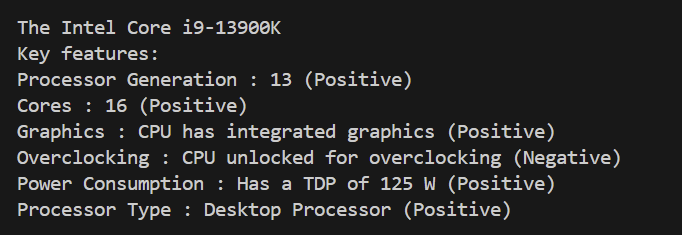 The Intel Core i9-13900K
Key features:
Processor Generation : 13 (Positive)
Cores : 16 (Positive)
Graphics : CPU has integrated graphics (Positive)
Overclocking : CPU unlocked for overclocking (Negative)
Power Consumption : Has a TDP of 125 W (Positive)
Processor Type : Desktop Processor (Positive)